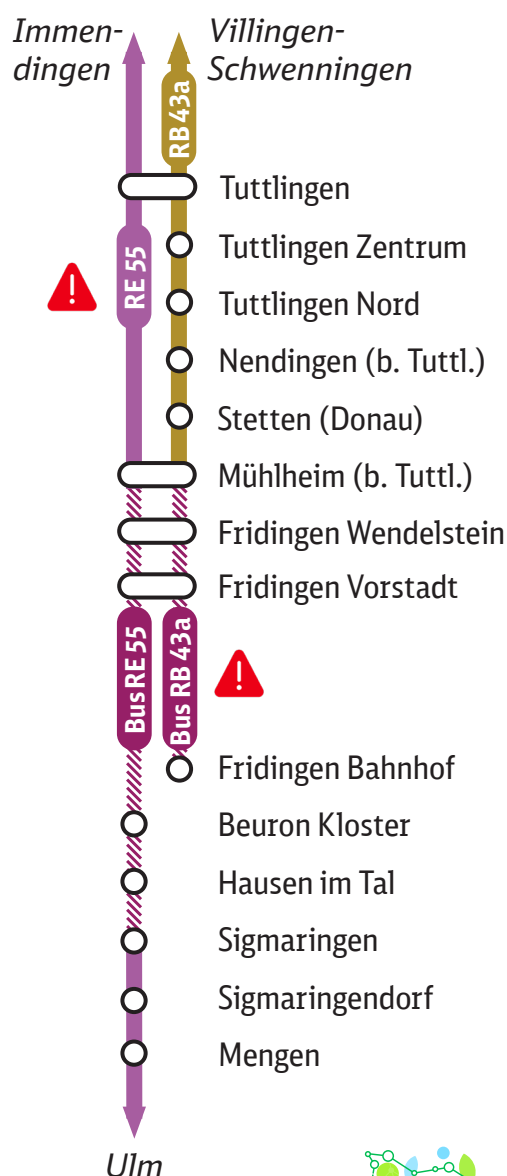 Immen-
dingen
Villingen-
Schwenningen
RB 43a
Tuttlingen
RE 55
Tuttlingen Zentrum
Tuttlingen Nord
Nendingen (b. Tuttl.)
Stetten (Donau)
Mühlheim (b. Tuttl.)
Fridingen Wendelstein
Fridingen Vorstadt
Bus RE 55
Bus RB 43a
Fridingen Bahnhof
Beuron Kloster
Hausen im Tal
Sigmaringen
Sigmaringendorf
Mengen
Ulm